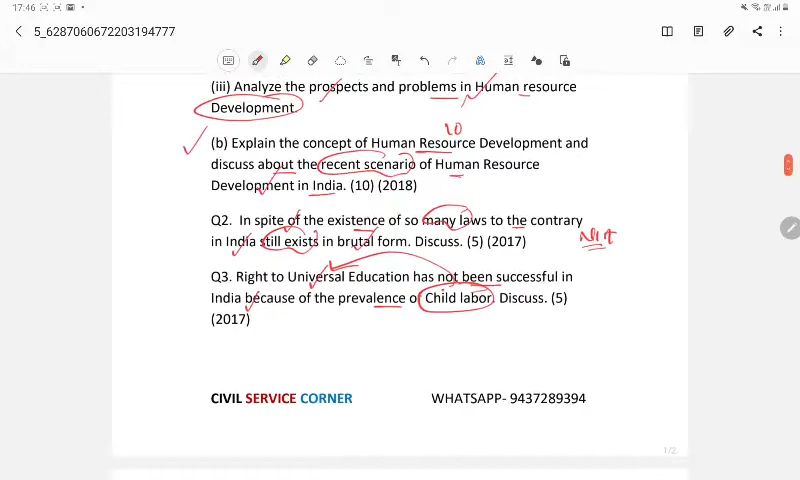 17:46
5_6287060672203194777
(iii) Analyze the prospects and problems in Human resource
Development.
10
(b) Explain the concept of Human Resource Development and
discuss about the recent scenario of Human Resource
Development in India. (10) (2018)
Q2. In spite of the existence of so many laws to the contrary
in India still exists in brutal form. Discuss. (5) (2017)
Q3. Right to Universal Education has not been successful in
India because of the prevalence of Child labor. Discuss. (5)
(2017)
CIVIL SERVICE CORNER WHATSAPP- 9437289394
1/2